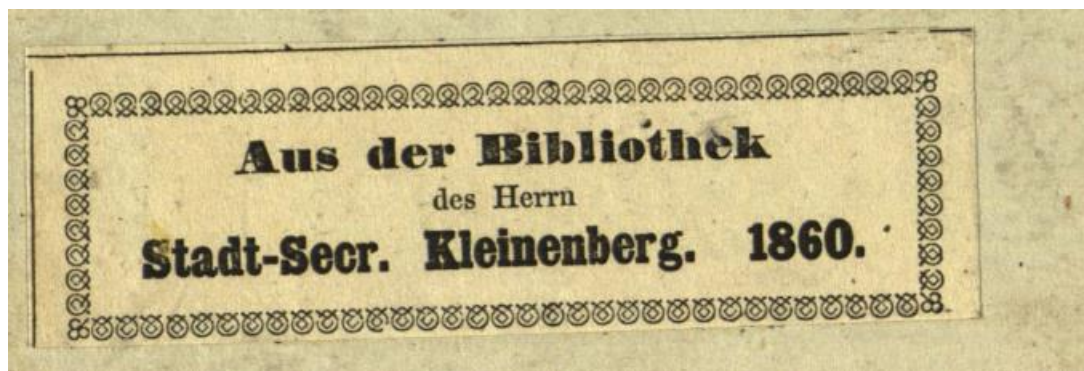 Aus der Bibliothek
des Herrn
Stadt-Secr. Kleinenberg. 1860.